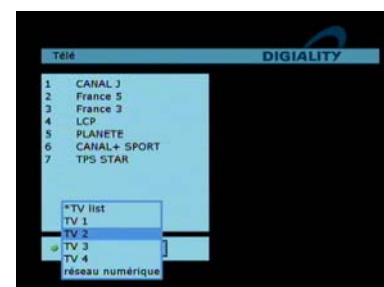 Télé
DIGIALITY
1 CANAL J
2 France 5
3 France 3
4 LCP
5 PLANETE
6 CANAL+ SPORT
7 TPS STAR
*TV list
TV 1
TV 2
TV 3
TV 4
réseau numérique